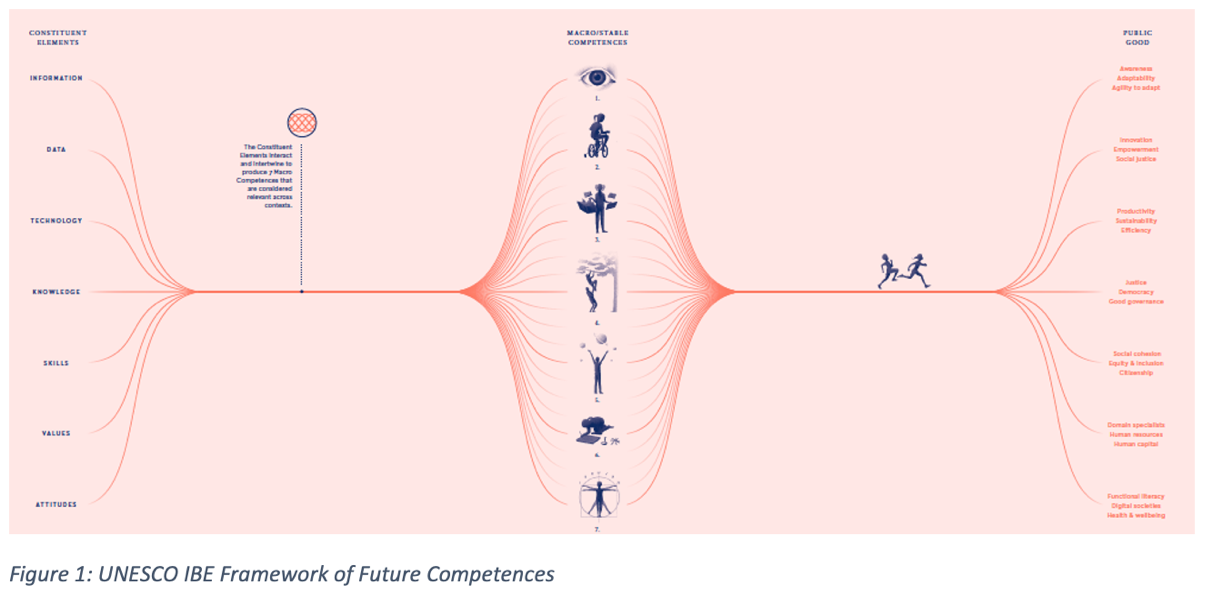 CONSTITUENT
ELEMENTS
INFORMATION
DATA
TECHNOLOGY
KNOWLEDGE
SKILLS
VALUES
ATTITUDES
The Constituent
Elements interact
and intertwine to
produce 7 Macro
Competences that
are considered
relevant across
contexts.
MACRO/STABLE
COMPETENCES
1.
2.
3.
4.
5.
6.
7.
PUBLIC
GOOD
Awareness
Adaptability
Agility to adapt
Innovation
Empowerment
Social justice
Productivity
Sustainability
Efficiency
Justice
Democracy
Good governance
Social cohesion
Equity & inclusion
Citizenship
Domain specialists
Human resources
Human capital
Functional literacy
Digital societies
Health & wellbeing
Figure 1: UNESCO IBE Framework of Future Competences